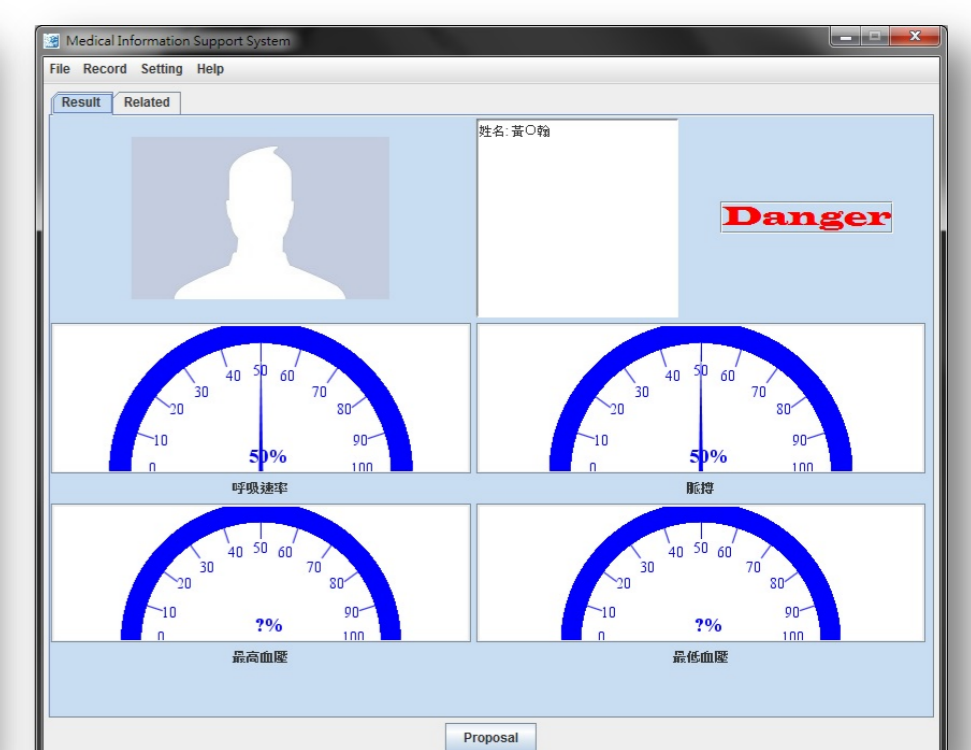 Medical Information Support System
File Record Setting Help
Result Related
姓名: 黃○翰
Danger
0 10 20 30 40 50 60 70 80 90 100
50%
呼吸速率
0 10 20 30 40 50 60 70 80 90 100
50%
脈搏
0 10 20 30 40 50 60 70 80 90 100
?%
最高血壓
0 10 20 30 40 50 60 70 80 90 100
?%
最低血壓
Proposal